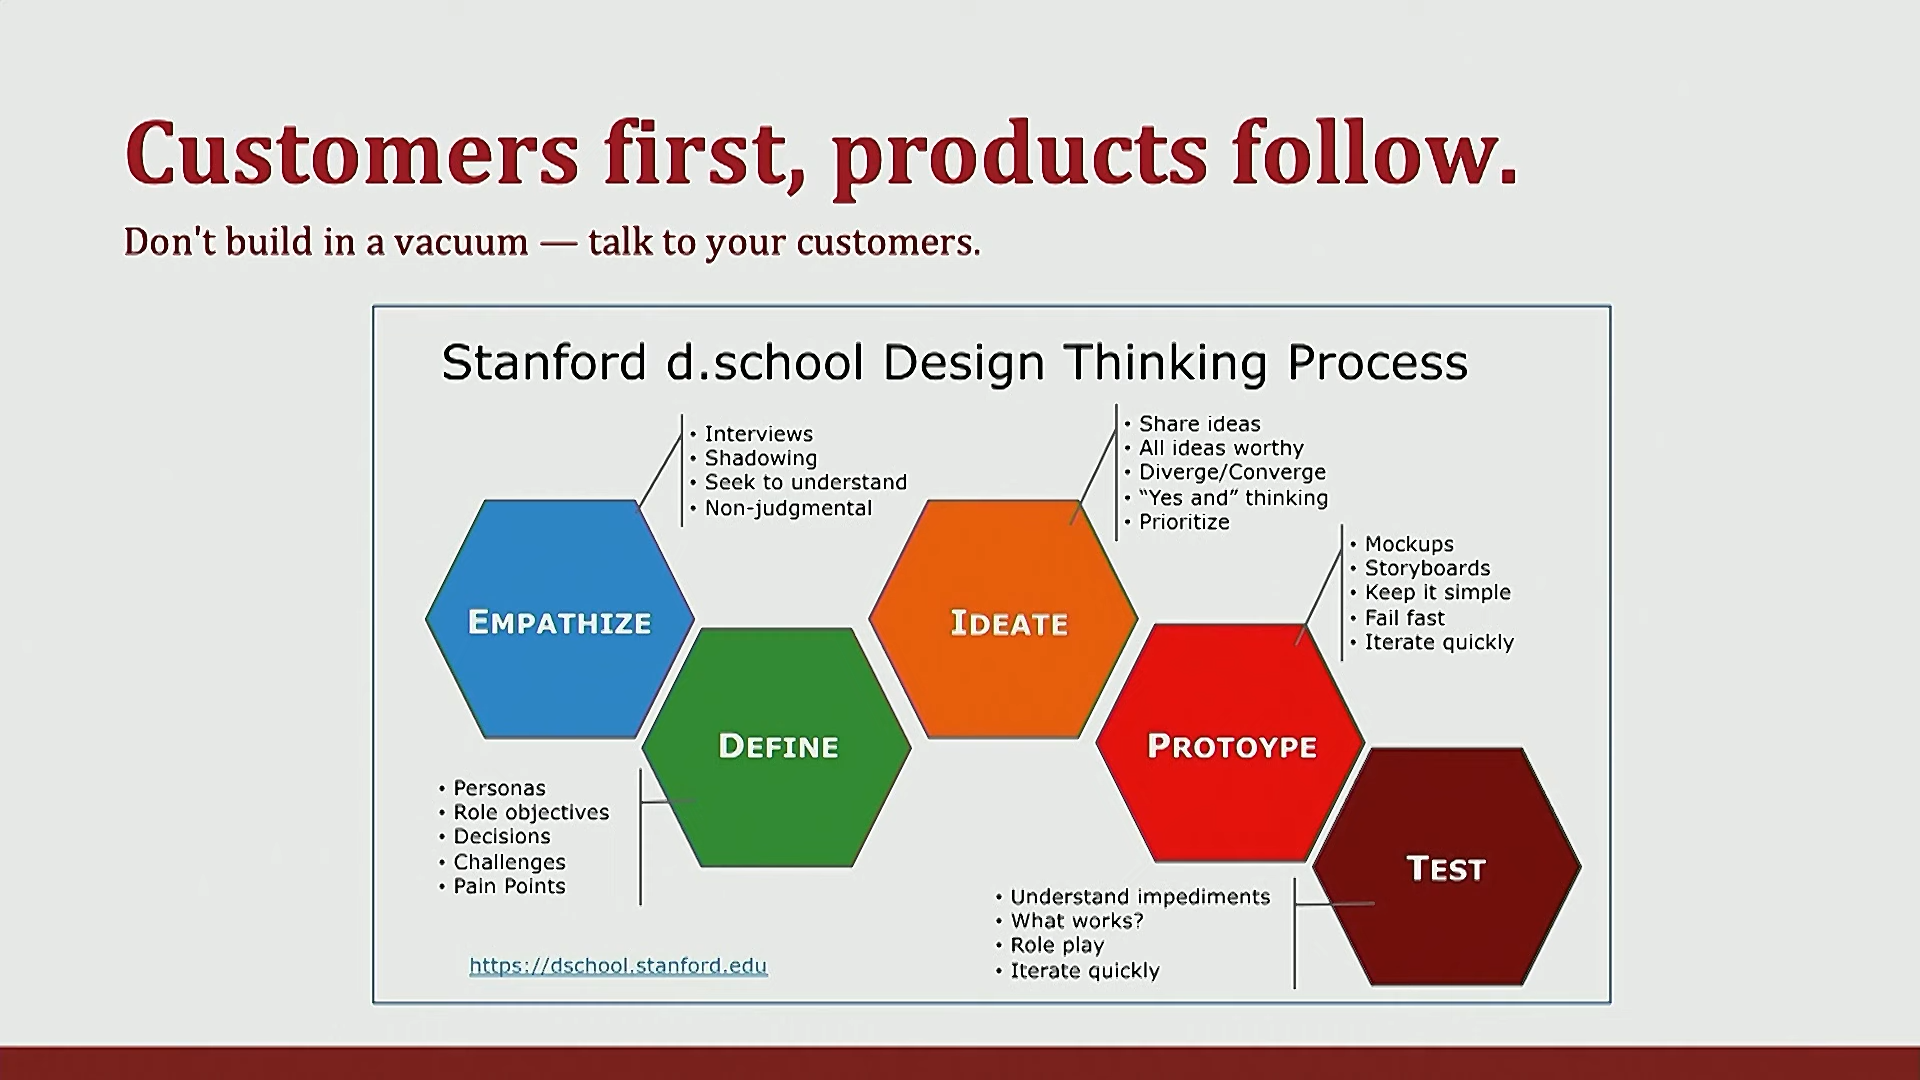 Customers first, products follow.
Don't build in a vacuum — talk to your customers.
Stanford d.school Design Thinking Process
• Interviews
• Shadowing
• Seek to understand
• Non-judgmental
• Share ideas
• All ideas worthy
• Diverge/Converge
• “Yes and” thinking
• Prioritize
• Mockups
• Storyboards
• Keep it simple
• Fail fast
• Iterate quickly
EMPATHIZE
IDEATE
DEFINE
PROTOYPE
TEST
• Personas
• Role objectives
• Decisions
• Challenges
• Pain Points
• Understand impediments
• What works?
• Role play
• Iterate quickly
https://dschool.stanford.edu